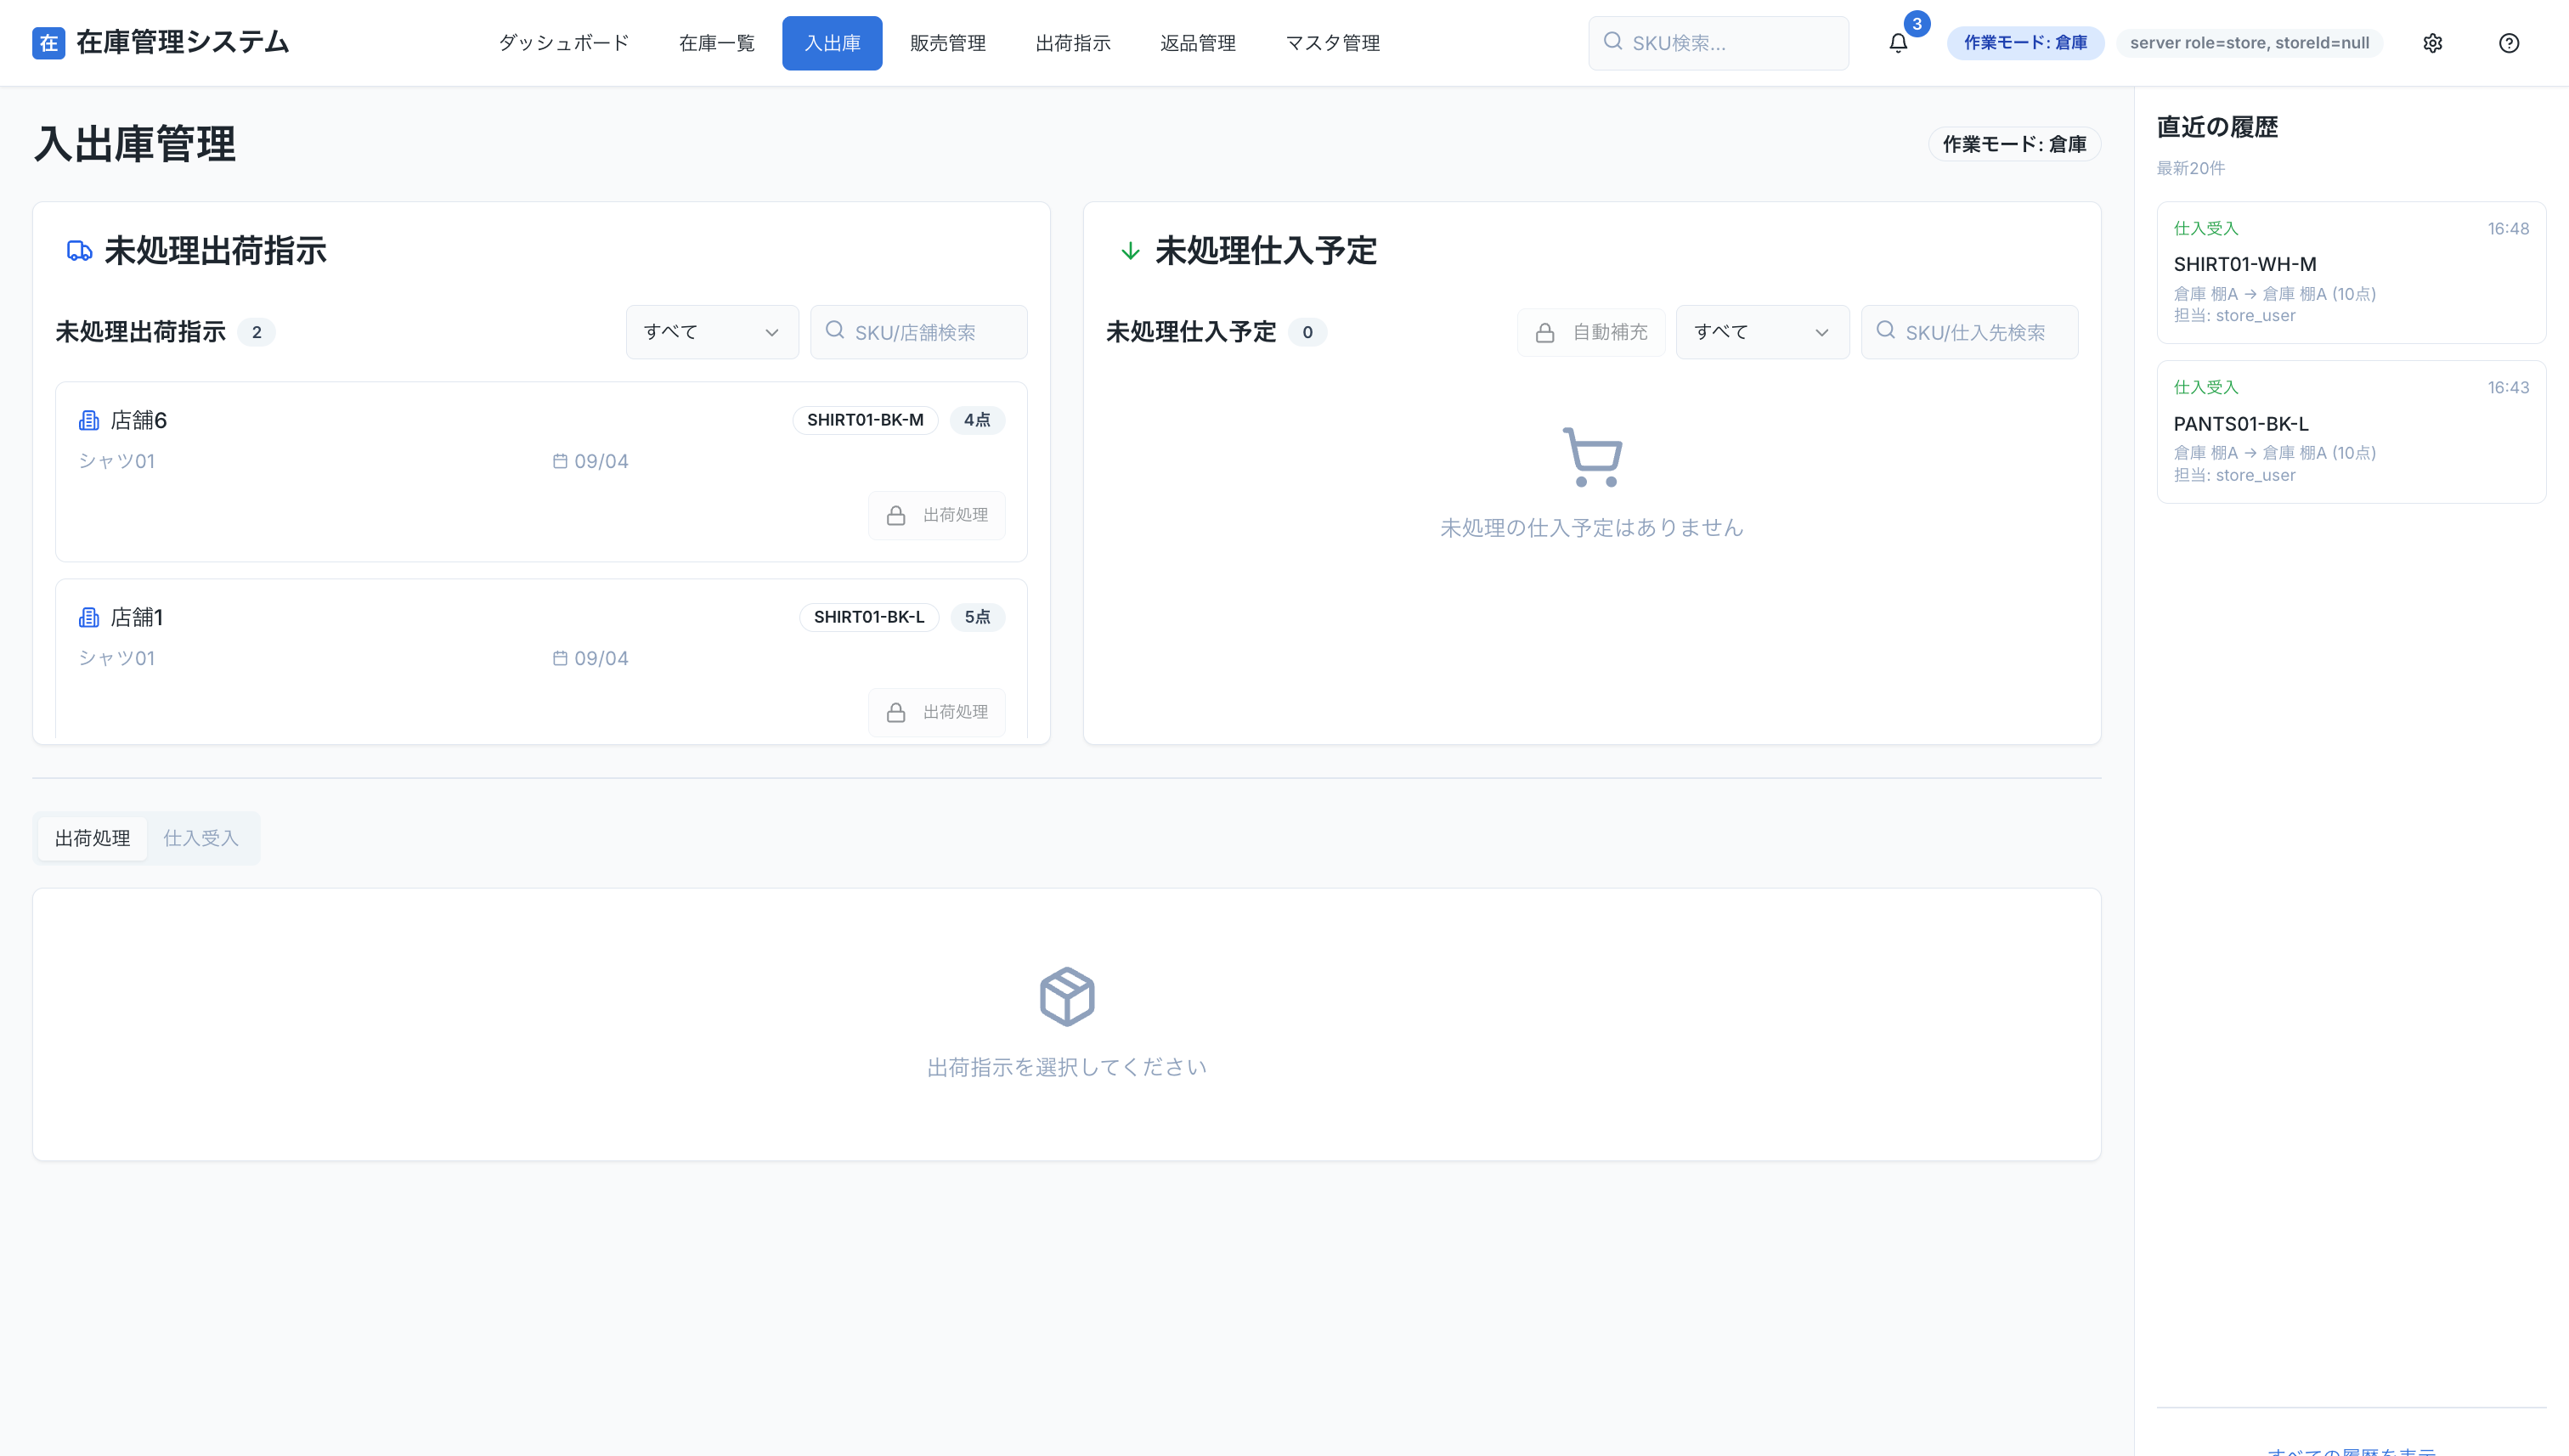 在 在庫管理システム ダッシュボード 在庫一覧 入出庫 販売管理 出荷指示 返品管理 マスタ管理 SKU検索... 3 作業モード: 倉庫 server role=store, storeId=null
入出庫管理
作業モード: 倉庫
未処理出荷指示
未処理出荷指示 2 すべて SKU/店舗検索
店舗6 SHIRT01-BK-M 4点
シャツ01 09/04
出荷処理
店舗1 SHIRT01-BK-L 5点
シャツ01 09/04
出荷処理
未処理仕入予定
未処理仕入予定 0 自動補充 すべて SKU/仕入先検索
未処理の仕入予定はありません
出荷処理 仕入受入
出荷指示を選択してください
直近の履歴
最新20件
仕入受入 16:48
SHIRT01-WH-M
倉庫 棚A → 倉庫 棚A (10点)
担当: store_user
仕入受入 16:43
PANTS01-BK-L
倉庫 棚A → 倉庫 棚A (10点)
担当: store_user
すべての履歴を表示